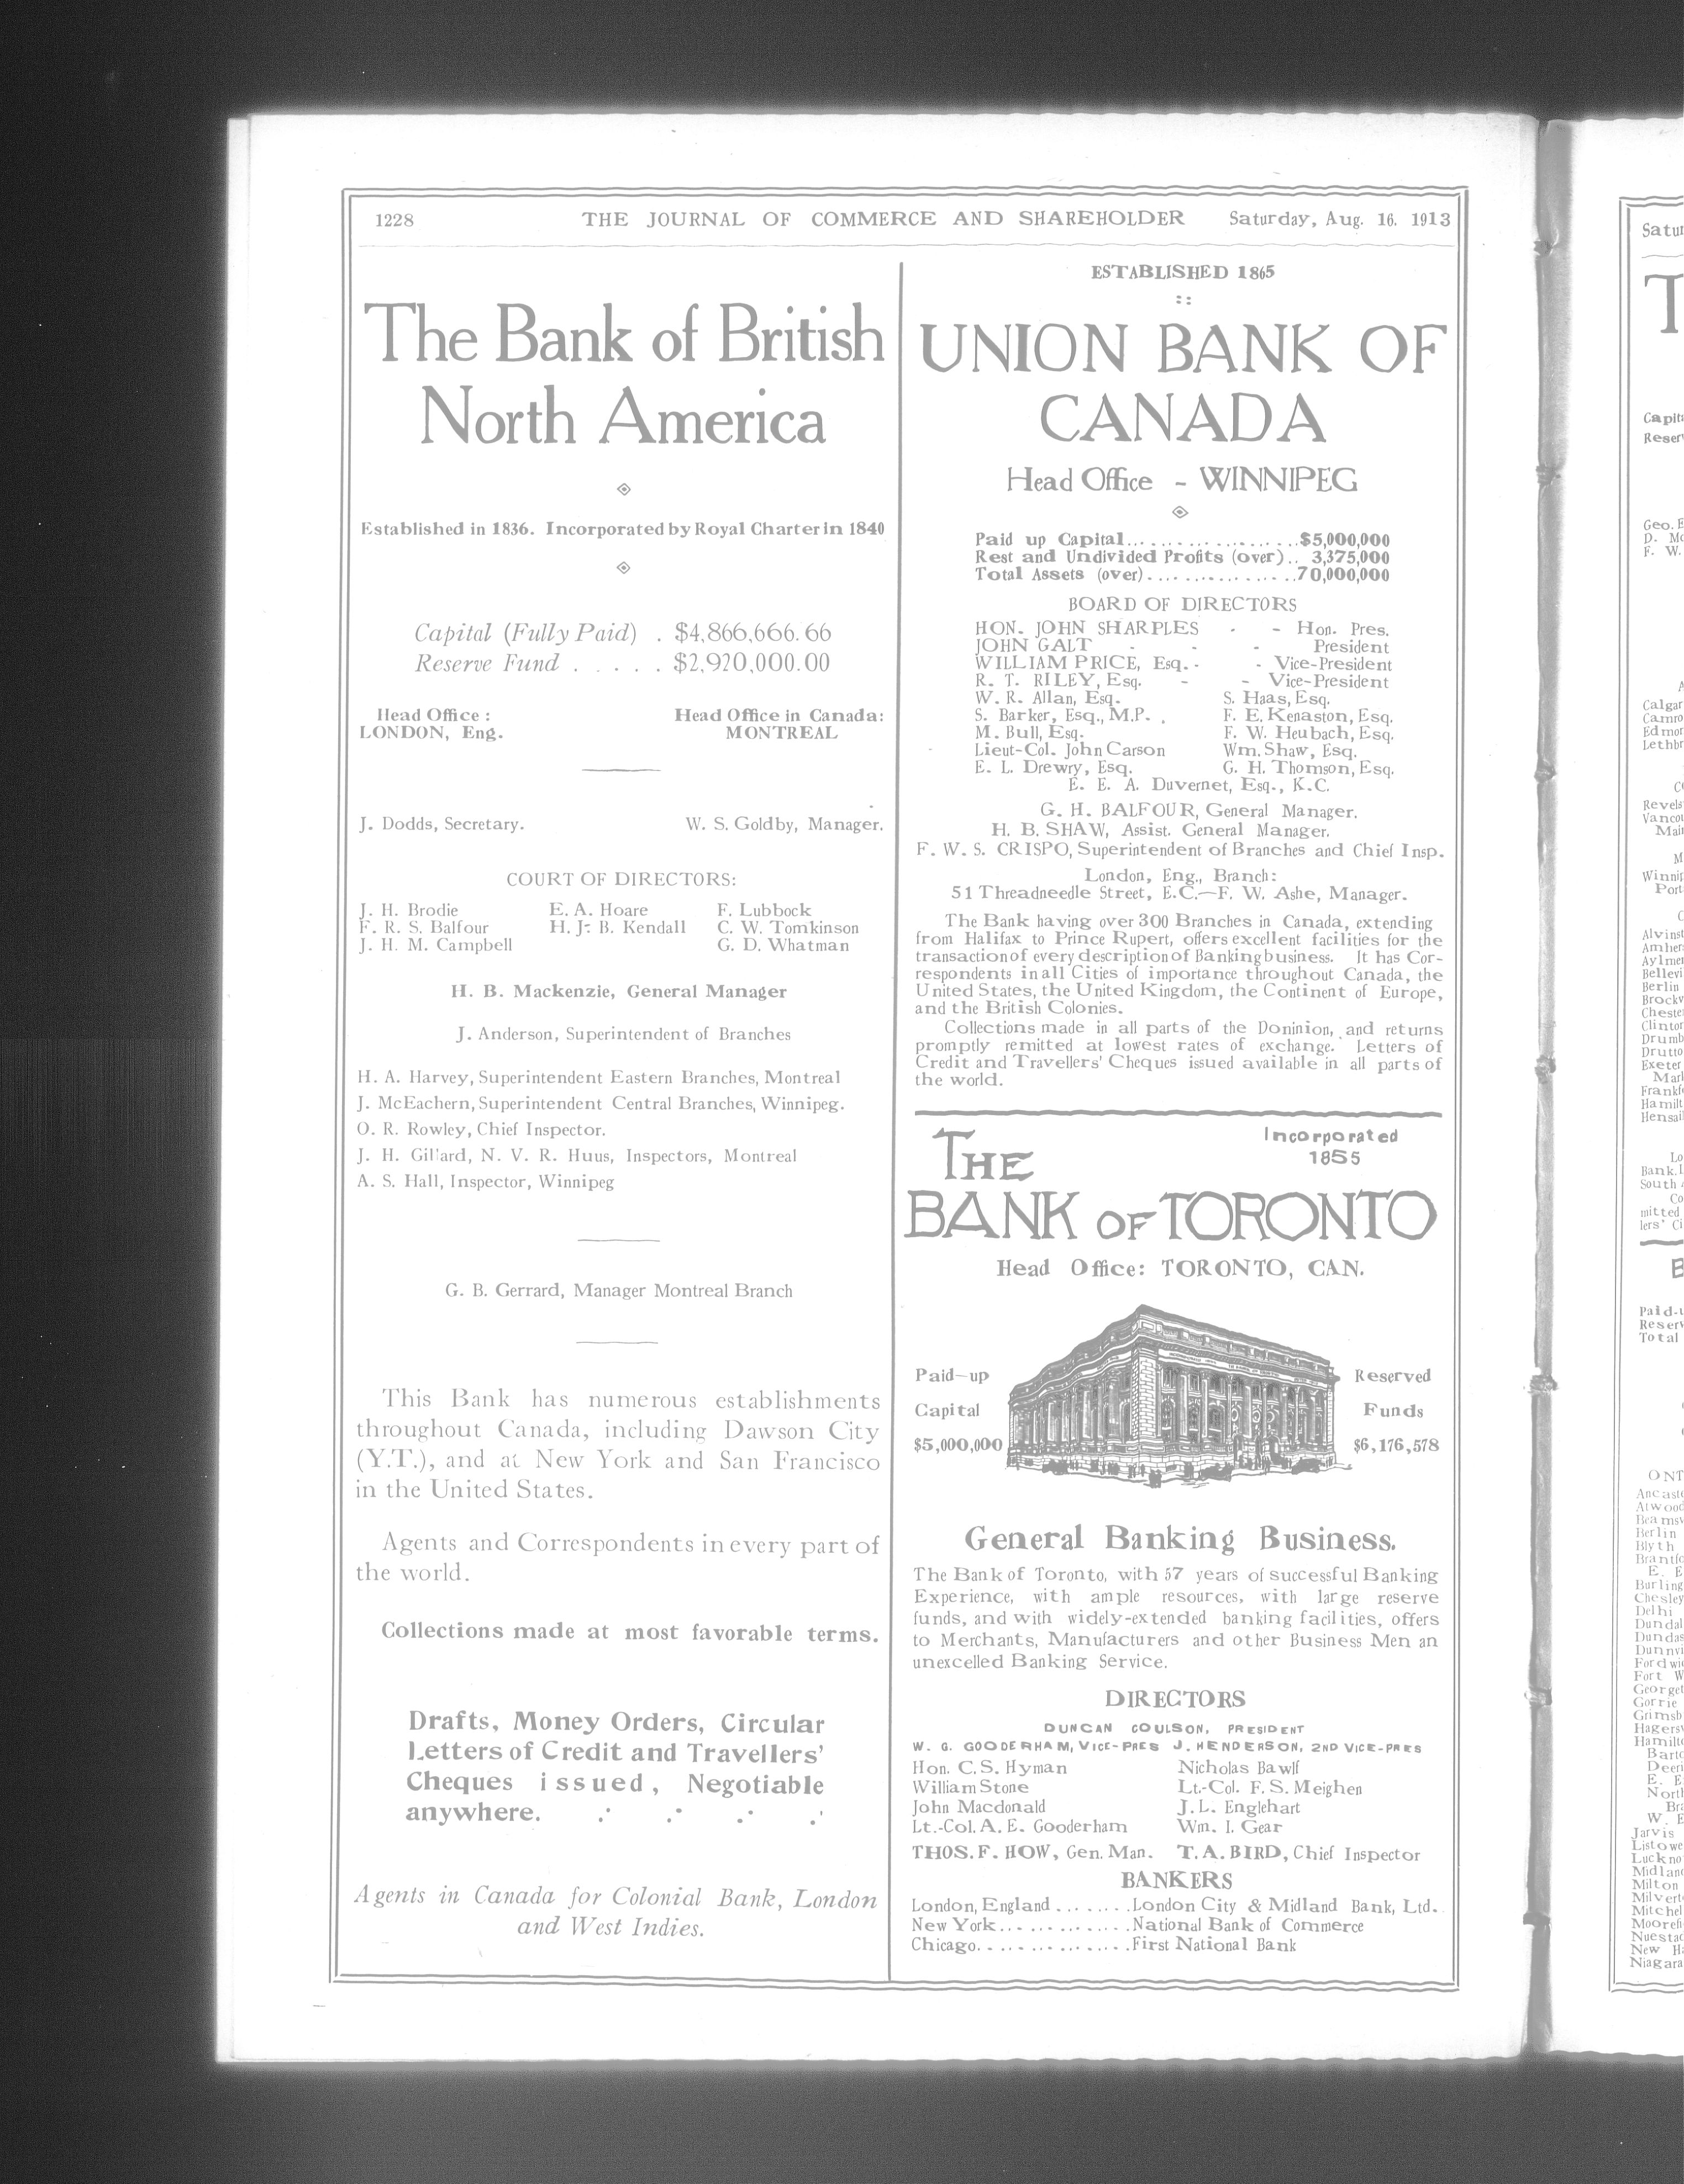 1228 THE JOURNAL OF COMMERCE AND SHAREHOLDER Saturday, Aug. 16. 1913
The Bank of British
North America
Established in 1836. Incorporated by Royal Charter in 1840
Capital (Fully Paid) . $4,866,666.66
Reserve Fund . . . . . $2,920,000.00
Head Office : Head Office in Canada:
LONDON, Eng. MONTREAL
J. Dodds, Secretary. W. S. Goldby, Manager.
COURT OF DIRECTORS:
J. H. Brodie E. A. Hoare F. Lubbock
F. R. S. Balfour H. J. B. Kendall C. W. Tomkinson
J. H. M. Campbell G. D. Whatman
H. B. Mackenzie, General Manager
J. Anderson, Superintendent of Branches
H. A. Harvey, Superintendent Eastern Branches, Montreal
J. McEachern, Superintendent Central Branches, Winnipeg.
O. R. Rowley, Chief Inspector.
J. H. Gillard, N. V. R. Huus, Inspectors, Montreal
A. S. Hall, Inspector, Winnipeg
G. B. Gerrard, Manager Montreal Branch
This Bank has numerous establishments
throughout Canada, including Dawson City
(Y.T.), and at New York and San Francisco
in the United States.
Agents and Correspondents in every part of
the world.
Collections made at most favorable terms.
Drafts, Money Orders, Circular
Letters of Credit and Travellers'
Cheques issued, Negotiable
anywhere.
Agents in Canada for Colonial Bank, London
and West Indies.
ESTABLISHED 1865
::
UNION BANK OF
CANADA
Head Office - WINNIPEG
Paid up Capital....................$5,000,000
Rest and Undivided Profits (over).. 3,375,000
Total Assets (over)..................70,000,000
BOARD OF DIRECTORS
HON. JOHN SHARPLES - - Hon. Pres.
JOHN GALT - - - President
WILLIAM PRICE, Esq. - - Vice-President
R. T. RILEY, Esq. - - Vice-President
W. R. Allan, Esq. S. Haas, Esq.
S. Barker, Esq., M.P. . F. E. Kenaston, Esq.
M. Bull, Esq. F. W. Heubach, Esq.
Lieut-Col. John Carson Wm. Shaw, Esq.
E. L. Drewry, Esq. G. H. Thomson, Esq.
E. E. A. Duvernet, Esq., K.C.
G. H. BALFOUR, General Manager.
H. B. SHAW, Assist. General Manager.
F. W. S. CRISPO, Superintendent of Branches and Chief Insp.
London, Eng., Branch:
51 Threadneedle Street, E.C.—F. W. Ashe, Manager.
The Bank having over 300 Branches in Canada, extending
from Halifax to Prince Rupert, offers excellent facilities for the
transaction of every description of Banking business. It has Cor-
respondents in all Cities of importance throughout Canada, the
United States, the United Kingdom, the Continent of Europe,
and the British Colonies.
Collections made in all parts of the Doninion, and returns
promptly remitted at lowest rates of exchange. Letters of
Credit and Travellers' Cheques issued available in all parts of
the world.
THE Incorporated
1855
BANK OF TORONTO
Head Office: TORONTO, CAN.
Paid-up Reserved
Capital Funds
$5,000,000 $6,176,578
General Banking Business.
The Bank of Toronto, with 57 years of successful Banking
Experience, with ample resources, with large reserve
funds, and with widely-extended banking facilities, offers
to Merchants, Manufacturers and other Business Men an
unexcelled Banking Service.
DIRECTORS
DUNCAN COULSON, PRESIDENT
W. G. GOODERHAM, VICE-PRES J. HENDERSON, 2ND VICE-PRES
Hon. C. S. Hyman Nicholas Bawlf
William Stone Lt.-Col. F. S. Meighen
John Macdonald J. L. Englehart
Lt.-Col. A. E. Gooderham Wm. I. Gear
THOS. F. HOW, Gen. Man. T. A. BIRD, Chief Inspector
BANKERS
London, England ........London City & Midland Bank, Ltd.
New York..............National Bank of Commerce
Chicago................First National Bank